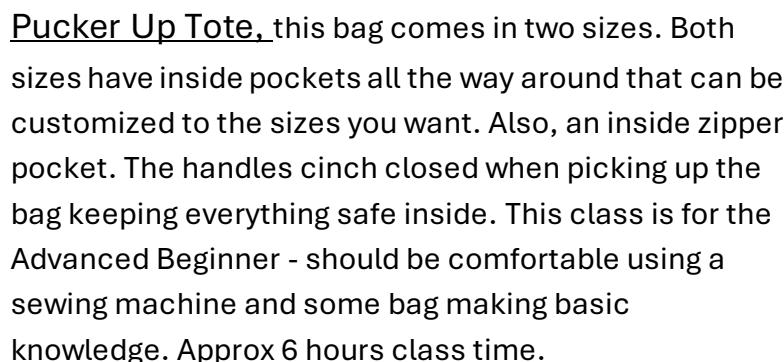 Pucker Up Tote, this bag comes in two sizes. Both
sizes have inside pockets all the way around that can be
customized to the sizes you want. Also, an inside zipper
pocket. The handles cinch closed when picking up the
bag keeping everything safe inside. This class is for the
Advanced Beginner - should be comfortable using a
sewing machine and some bag making basic
knowledge. Approx 6 hours class time.